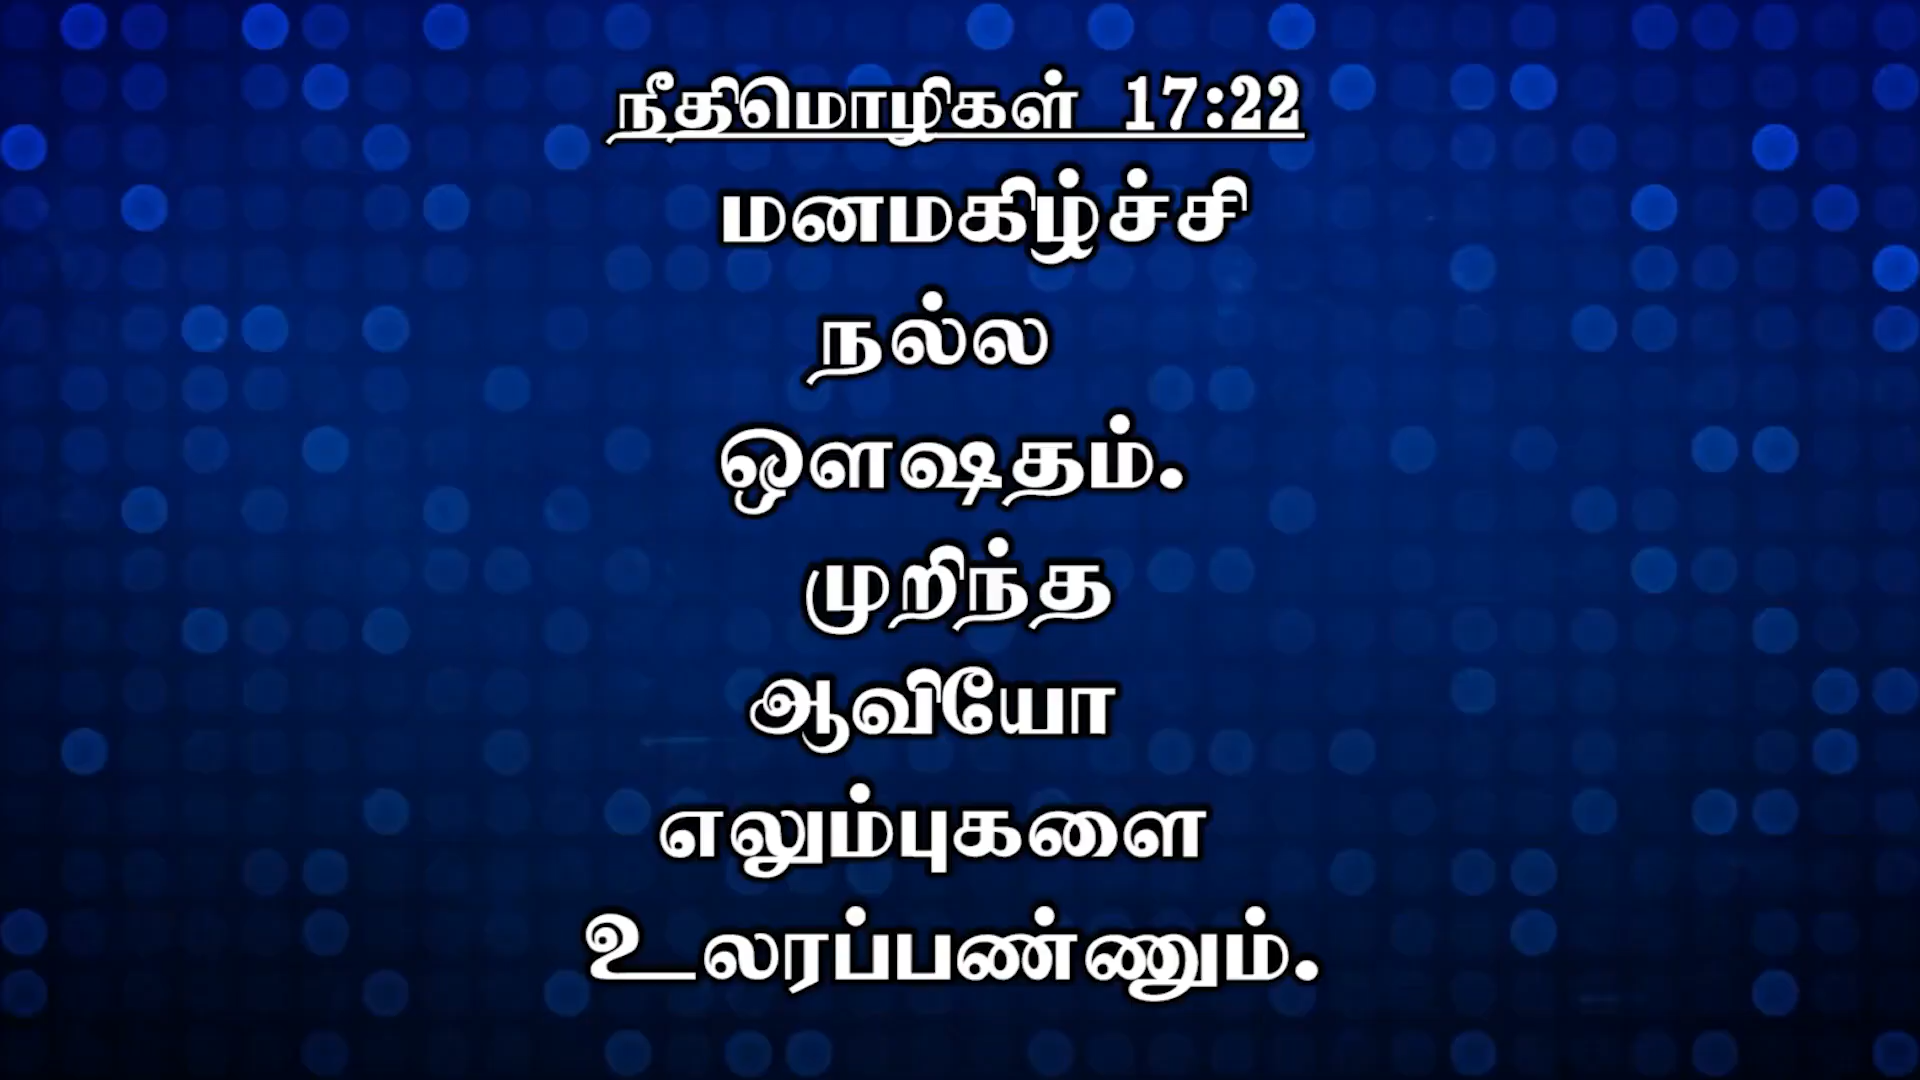 நீதிமொழிகள் 17:22
மனமகிழ்ச்சி
நல்ல
ஔஷதம்.
முறிந்த
ஆவியோ
எலும்புகளை
உலரப்பண்ணும்.